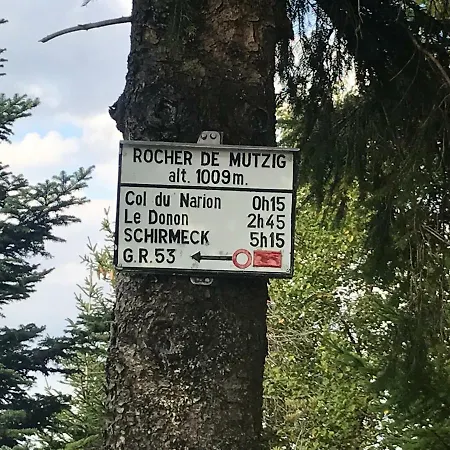 ROCHER DE MUTZIG
alt. 1009m.
Col du Narion 0h15
Le Donon 2h45
SCHIRMECK 5h15
G.R.53